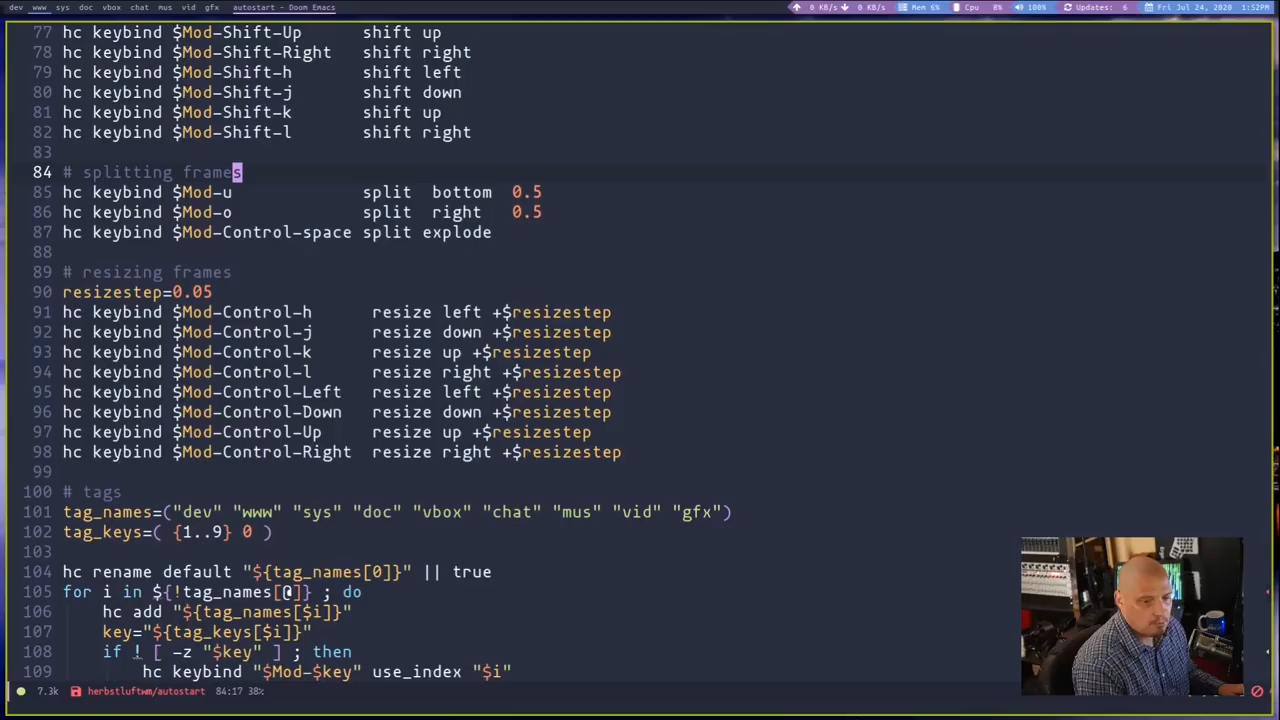 dev www sys doc vbox chat mus vid gfx autostart - Doom Emacs 0 KB/s 0 KB/s Mem 6% Cpu 8% 100% Updates: 6 Fri Jul 24, 2020 1:52PM
77 hc keybind $Mod-Shift-Up shift up
78 hc keybind $Mod-Shift-Right shift right
79 hc keybind $Mod-Shift-h shift left
80 hc keybind $Mod-Shift-j shift down
81 hc keybind $Mod-Shift-k shift up
82 hc keybind $Mod-Shift-l shift right
83
84 # splitting frames
85 hc keybind $Mod-u split bottom 0.5
86 hc keybind $Mod-o split right 0.5
87 hc keybind $Mod-Control-space split explode
88
89 # resizing frames
90 resizestep=0.05
91 hc keybind $Mod-Control-h resize left +$resizestep
92 hc keybind $Mod-Control-j resize down +$resizestep
93 hc keybind $Mod-Control-k resize up +$resizestep
94 hc keybind $Mod-Control-l resize right +$resizestep
95 hc keybind $Mod-Control-Left resize left +$resizestep
96 hc keybind $Mod-Control-Down resize down +$resizestep
97 hc keybind $Mod-Control-Up resize up +$resizestep
98 hc keybind $Mod-Control-Right resize right +$resizestep
99
100 # tags
101 tag_names=("dev" "www" "sys" "doc" "vbox" "chat" "mus" "vid" "gfx")
102 tag_keys=( {1..9} 0 )
103
104 hc rename default "${tag_names[0]}" || true
105 for i in ${!tag_names[@]} ; do
106 hc add "${tag_names[$i]}"
107 key="${tag_keys[$i]}"
108 if ! [ -z "$key" ] ; then
109 hc keybind "$Mod-$key" use_index "$i"
7.3k herbstluftwm/autostart 84:17 38%